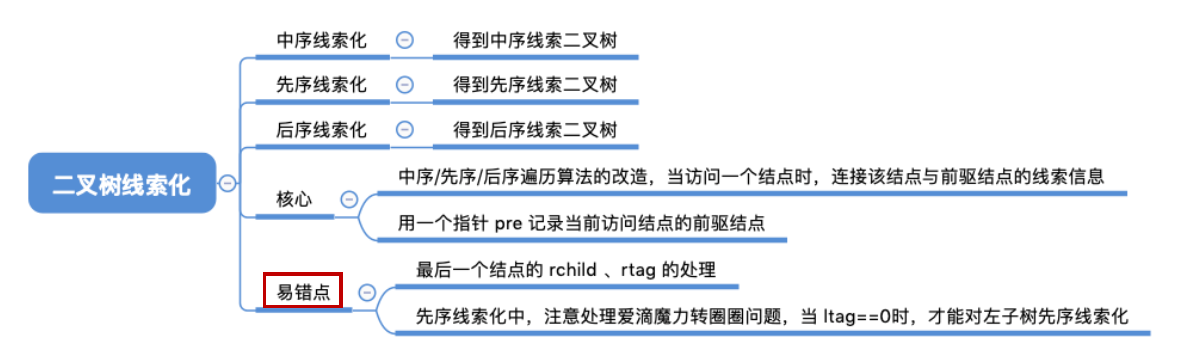 二叉树线索化
中序线索化
得到中序线索二叉树
先序线索化
得到先序线索二叉树
后序线索化
得到后序线索二叉树
核心
中序/先序/后序遍历算法的改造，当访问一个结点时，连接该结点与前驱结点的线索信息
用一个指针 pre 记录当前访问结点的前驱结点
易错点
最后一个结点的 rchild 、rtag 的处理
先序线索化中，注意处理爱滴魔力转圈圈问题，当 ltag==0时，才能对左子树先序线索化